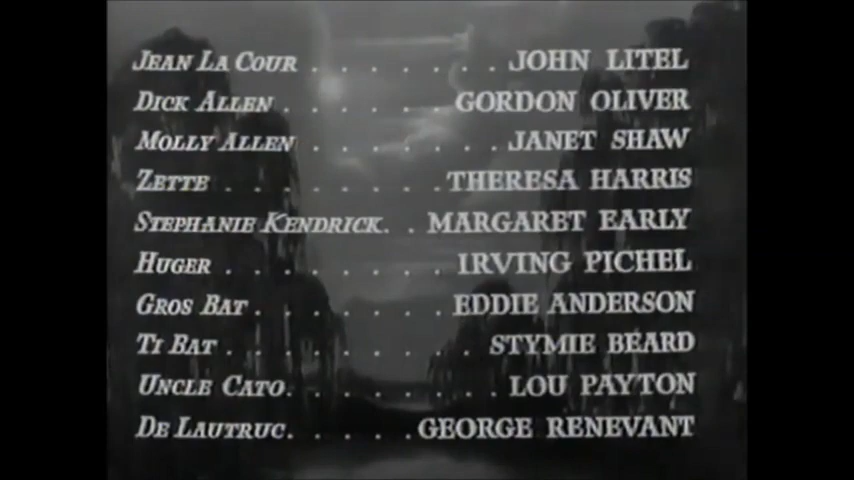 JEAN LA COUR . . . . . . . JOHN LITEL
DICK ALLEN . . . . . . GORDON OLIVER
MOLLY ALLEN . . . . . . . JANET SHAW
ZETTE . . . . . . . . THERESA HARRIS
STEPHANIE KENDRICK. . MARGARET EARLY
HUGER . . . . . . . . IRVING PICHEL
GROS BAT . . . . . . . EDDIE ANDERSON
TI BAT . . . . . . . . . STYMIE BEARD
UNCLE CATO. . . . . . . . LOU PAYTON
DE LAUTRUC. . . . . GEORGE RENEVANT